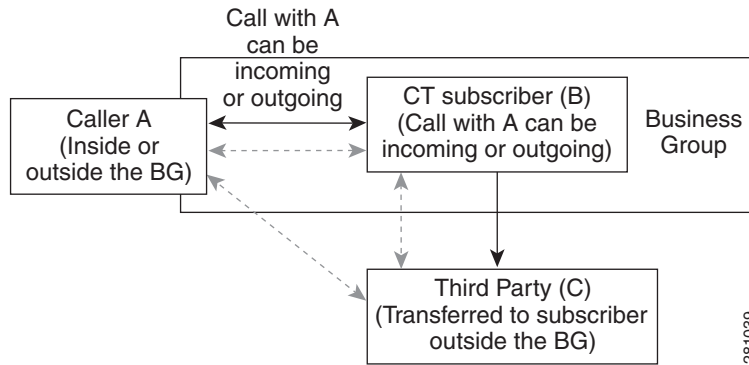 Call with A
can be
incoming
or outgoing
Caller A
(Inside or
outside the BG)
CT subscriber (B)
(Call with A can be
incoming or outgoing)
Business
Group
Third Party (C)
(Transferred to subscriber
outside the BG)
281039